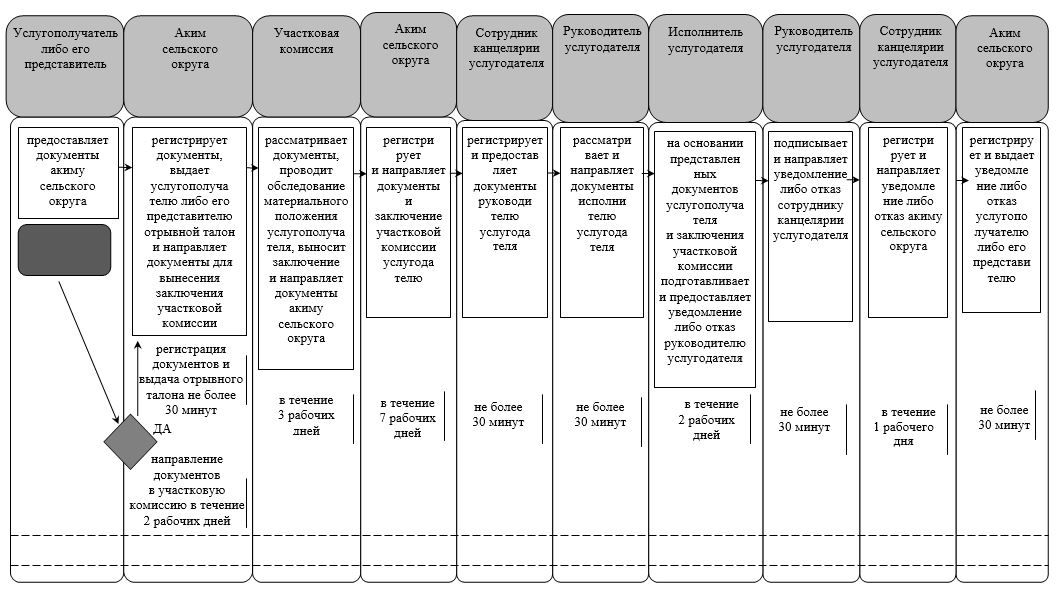 Услугополучатель
либо его
представитель
Аким
сельского
округа
Участковая
комиссия
Аким
сельского
округа
Сотрудник
канцелярии
услугодателя
Руководитель
услугодателя
Исполнитель
услугодателя
Руководитель
услугодателя
Сотрудник
канцелярии
услугодателя
Аким
сельского
округа
предоставляет
документы
акиму
сельского
округа
регистрирует
документы,
выдает
услугополуча
телю либо его
представителю
отрывной талон
и направляет
документы для
вынесения
заключения
участковой
комиссии
рассматривает
документы,
проводит
обследование
материального
положения
услугополуча
теля, выносит
заключение
и направляет
документы
акиму
сельского
округа
регистри
рует
и направляет
документы
и
заключение
участковой
комиссии
услугода
телю
регистрирует
и предостав
ляет
документы
руководи
телю
услугода
теля
рассматри
вает и
направляет
документы
исполни
телю
услугода
теля
на основании
представлен
ных
документов
услугополуча
теля
и заключения
участковой
комиссии
подготавливает
и предоставляет
уведомление
либо отказ
руководителю
услугодателя
подписывает
и направляет
уведомление
либо отказ
сотруднику
канцелярии
услугодателя
регистри
рует и
направляет
уведомле
ние либо
отказ акиму
сельского
округа
регистриру
ет и выдает
уведомле
ние либо
отказ
услугопо
лучателю
либо его
представи
телю
регистрация
документов и
выдача отрывного
талона не более
30 минут
ДА
направление
документов
в участковую
комиссию в течение
2 рабочих дней
в течение
3 рабочих
дней
в течение
7 рабочих
дней
не более
30 минут
не более
30 минут
в течение
2 рабочих
дней
не более
30 минут
в течение
1 рабочего
дня
не более
30 минут